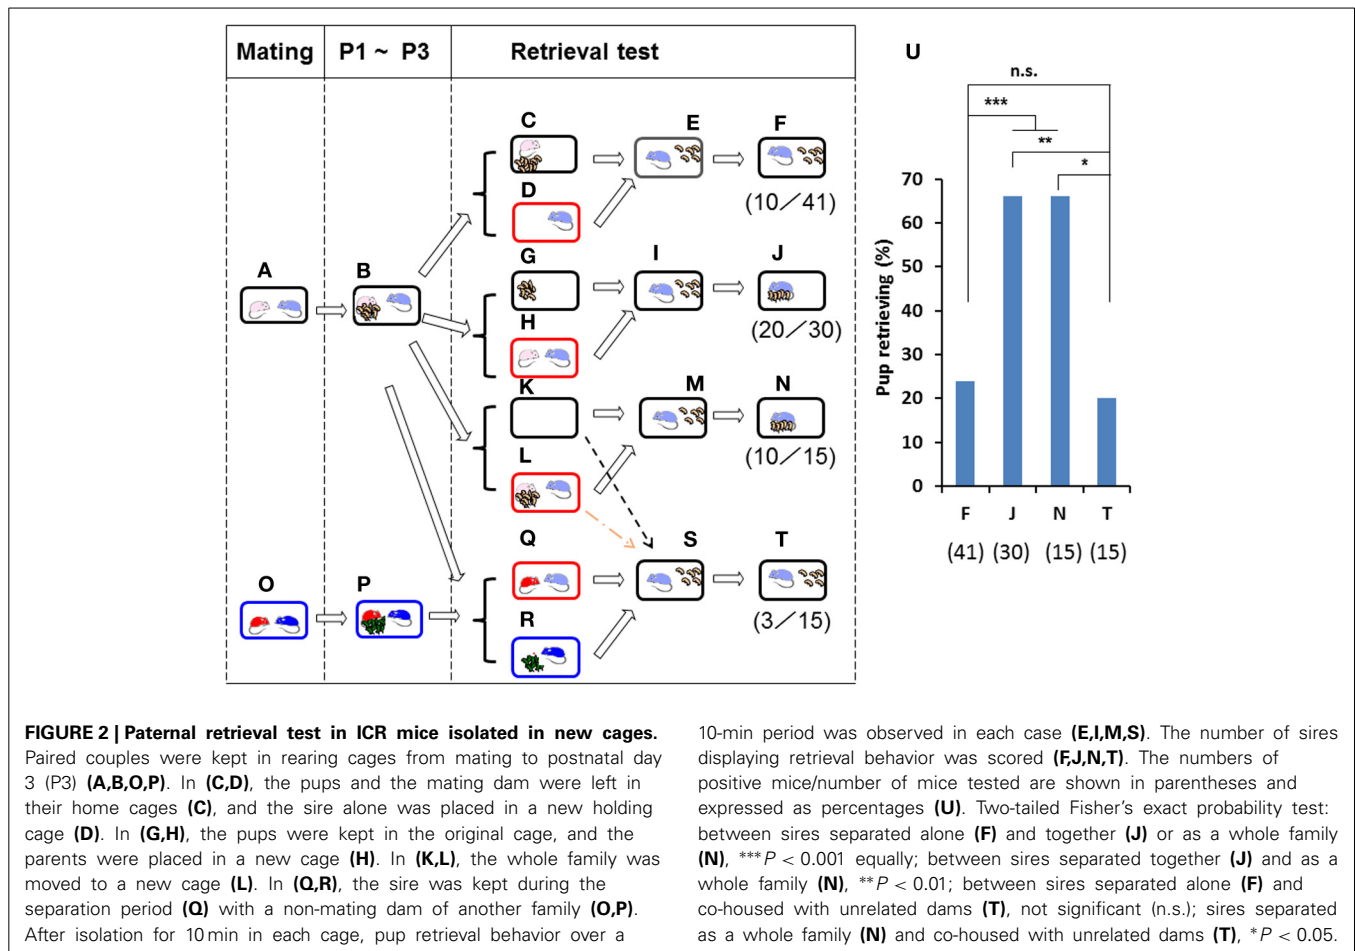 Mating P1 ~ P3 Retrieval test
A
B
C
D
E
F
(10／41)
G
H
I
J
(20／30)
K
L
M
N
(10／15)
O
P
Q
R
S
T
(3／15)
U
n.s.
***
**
*
Pup retrieving (%)
70
60
50
40
30
20
10
0
F J N T
(41) (30) (15) (15)
FIGURE 2 | Paternal retrieval test in ICR mice isolated in new cages.
Paired couples were kept in rearing cages from mating to postnatal day
3 (P3) (A,B,O,P). In (C,D), the pups and the mating dam were left in
their home cages (C), and the sire alone was placed in a new holding
cage (D). In (G,H), the pups were kept in the original cage, and the
parents were placed in a new cage (H). In (K,L), the whole family was
moved to a new cage (L). In (Q,R), the sire was kept during the
separation period (Q) with a non-mating dam of another family (O,P).
After isolation for 10 min in each cage, pup retrieval behavior over a
10-min period was observed in each case (E,I,M,S). The number of sires
displaying retrieval behavior was scored (F,J,N,T). The numbers of
positive mice/number of mice tested are shown in parentheses and
expressed as percentages (U). Two-tailed Fisher's exact probability test:
between sires separated alone (F) and together (J) or as a whole family
(N), ***P < 0.001 equally; between sires separated together (J) and as a
whole family (N), **P < 0.01; between sires separated alone (F) and
co-housed with unrelated dams (T), not significant (n.s.); sires separated
as a whole family (N) and co-housed with unrelated dams (T), *P < 0.05.